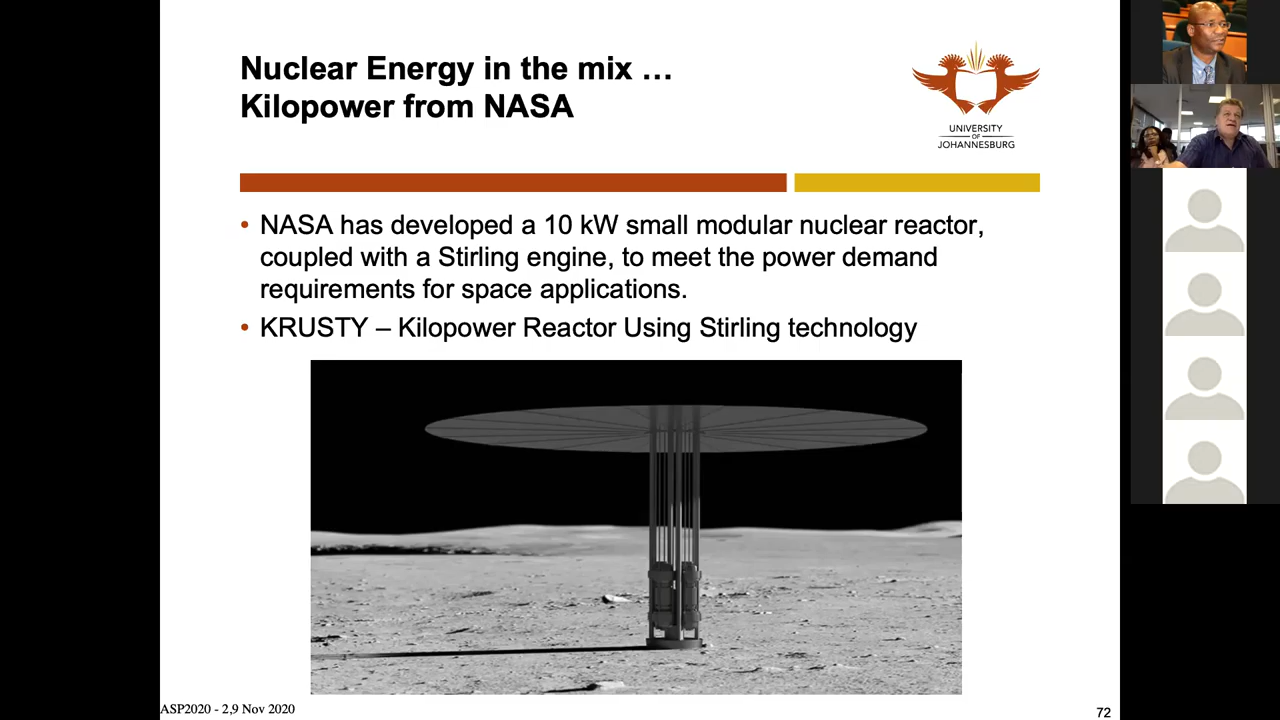 Nuclear Energy in the mix …
Kilopower from NASA
UNIVERSITY
OF
JOHANNESBURG
• NASA has developed a 10 kW small modular nuclear reactor,
coupled with a Stirling engine, to meet the power demand
requirements for space applications.
• KRUSTY – Kilopower Reactor Using Stirling technology
ASP2020 - 2,9 Nov 2020
72